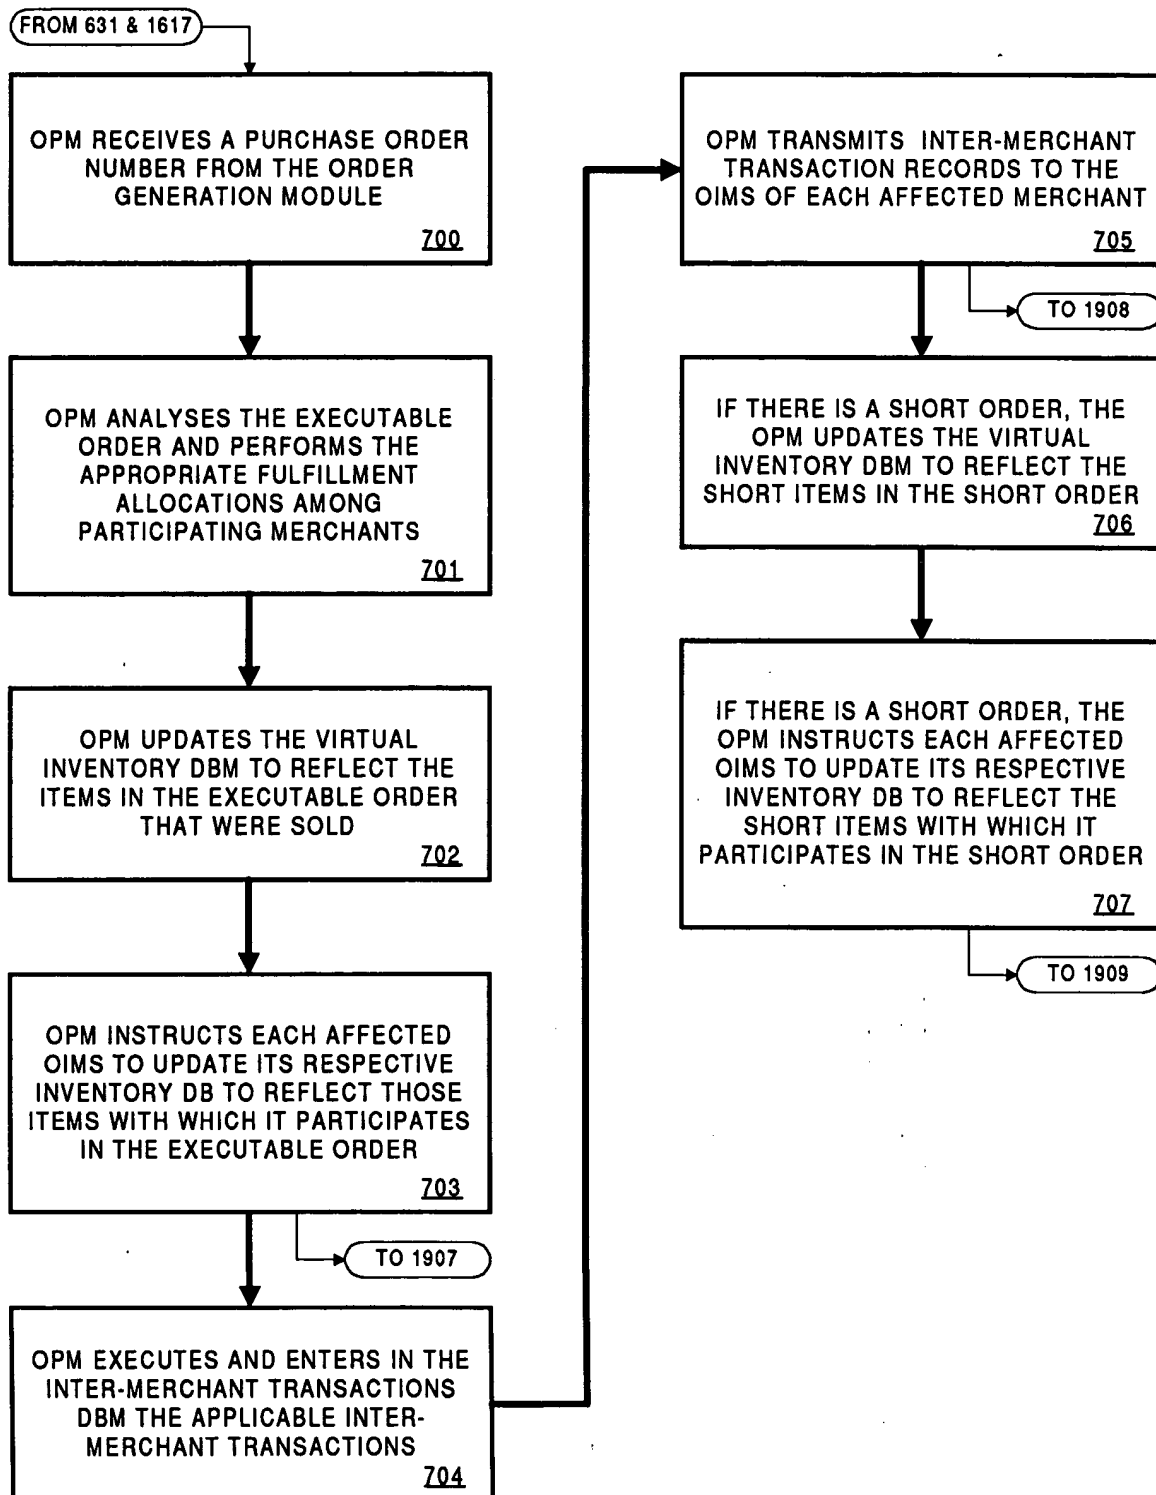 FROM 631 & 1617
OPM RECEIVES A PURCHASE ORDER
NUMBER FROM THE ORDER
GENERATION MODULE
700
OPM ANALYSES THE EXECUTABLE
ORDER AND PERFORMS THE
APPROPRIATE FULFILLMENT
ALLOCATIONS AMONG
PARTICIPATING MERCHANTS
701
OPM UPDATES THE VIRTUAL
INVENTORY DBM TO REFLECT THE
ITEMS IN THE EXECUTABLE ORDER
THAT WERE SOLD
702
OPM INSTRUCTS EACH AFFECTED
OIMS TO UPDATE ITS RESPECTIVE
INVENTORY DB TO REFLECT THOSE
ITEMS WITH WHICH IT PARTICIPATES
IN THE EXECUTABLE ORDER
703
TO 1907
OPM EXECUTES AND ENTERS IN THE
INTER-MERCHANT TRANSACTIONS
DBM THE APPLICABLE INTER-
MERCHANT TRANSACTIONS
704
OPM TRANSMITS INTER-MERCHANT
TRANSACTION RECORDS TO THE
OIMS OF EACH AFFECTED MERCHANT
705
TO 1908
IF THERE IS A SHORT ORDER, THE
OPM UPDATES THE VIRTUAL
INVENTORY DBM TO REFLECT THE
SHORT ITEMS IN THE SHORT ORDER
706
IF THERE IS A SHORT ORDER, THE
OPM INSTRUCTS EACH AFFECTED
OIMS TO UPDATE ITS RESPECTIVE
INVENTORY DB TO REFLECT THE
SHORT ITEMS WITH WHICH IT
PARTICIPATES IN THE SHORT ORDER
707
TO 1909